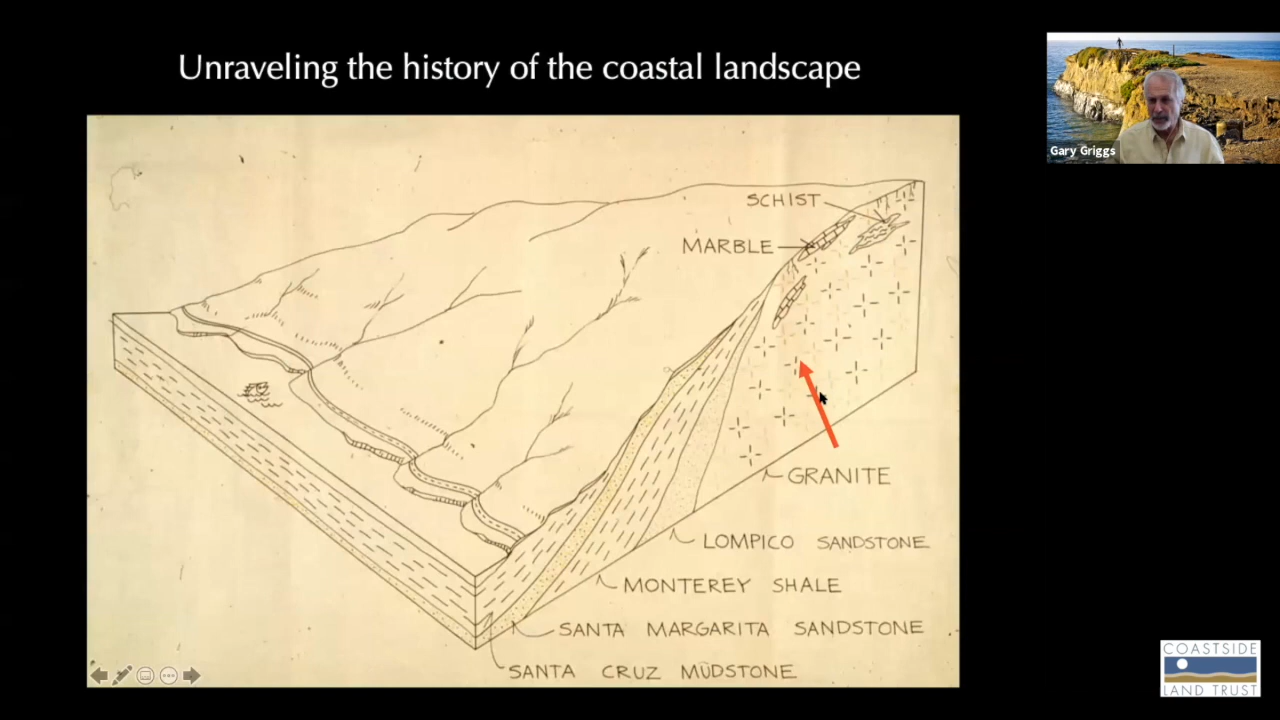 Unraveling the history of the coastal landscape
Gary Griggs
SCHIST
MARBLE
GRANITE
LOMPICO SANDSTONE
MONTEREY SHALE
SANTA MARGARITA SANDSTONE
SANTA CRUZ MUDSTONE
COASTSIDE
LAND TRUST